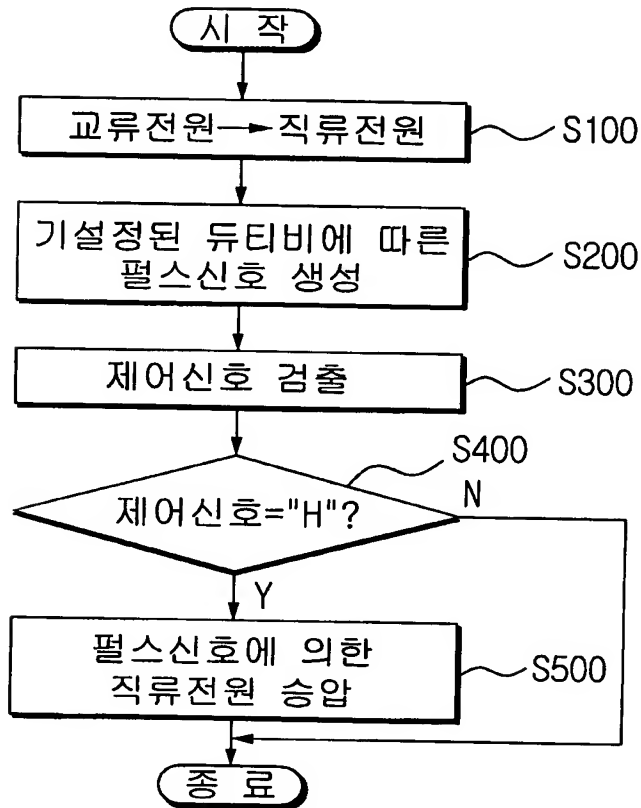 시 작
교류전원→직류전원
S100
기설정된 듀티비에 따른
펄스신호 생성
S200
제어신호 검출
S300
S400
제어신호="H"?
N
Y
펄스신호에 의한
직류전원 승압
S500
종 료